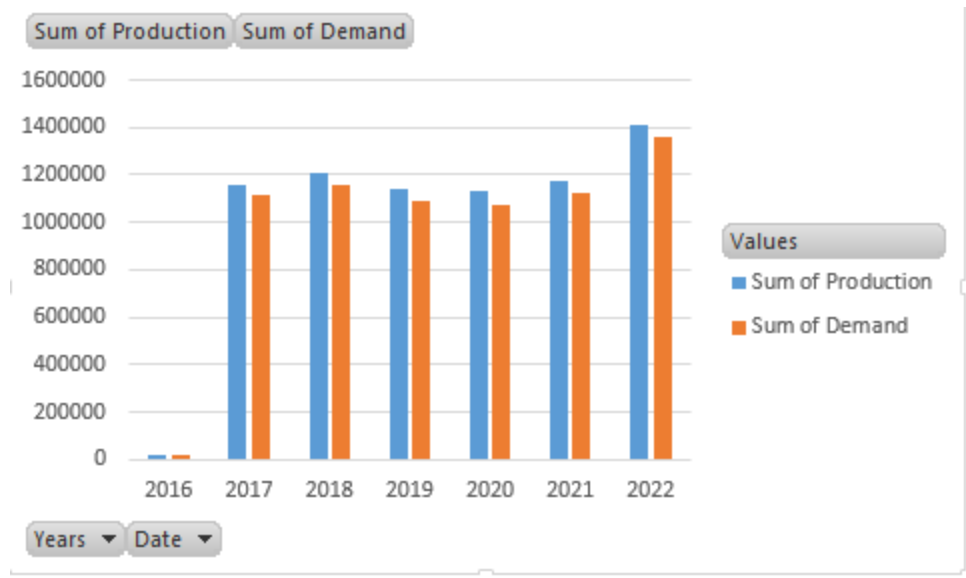 Sum of Production Sum of Demand
1600000
1400000
1200000
1000000
800000
600000
400000
200000
0
2016 2017 2018 2019 2020 2021 2022
Values
Sum of Production
Sum of Demand
Years Date